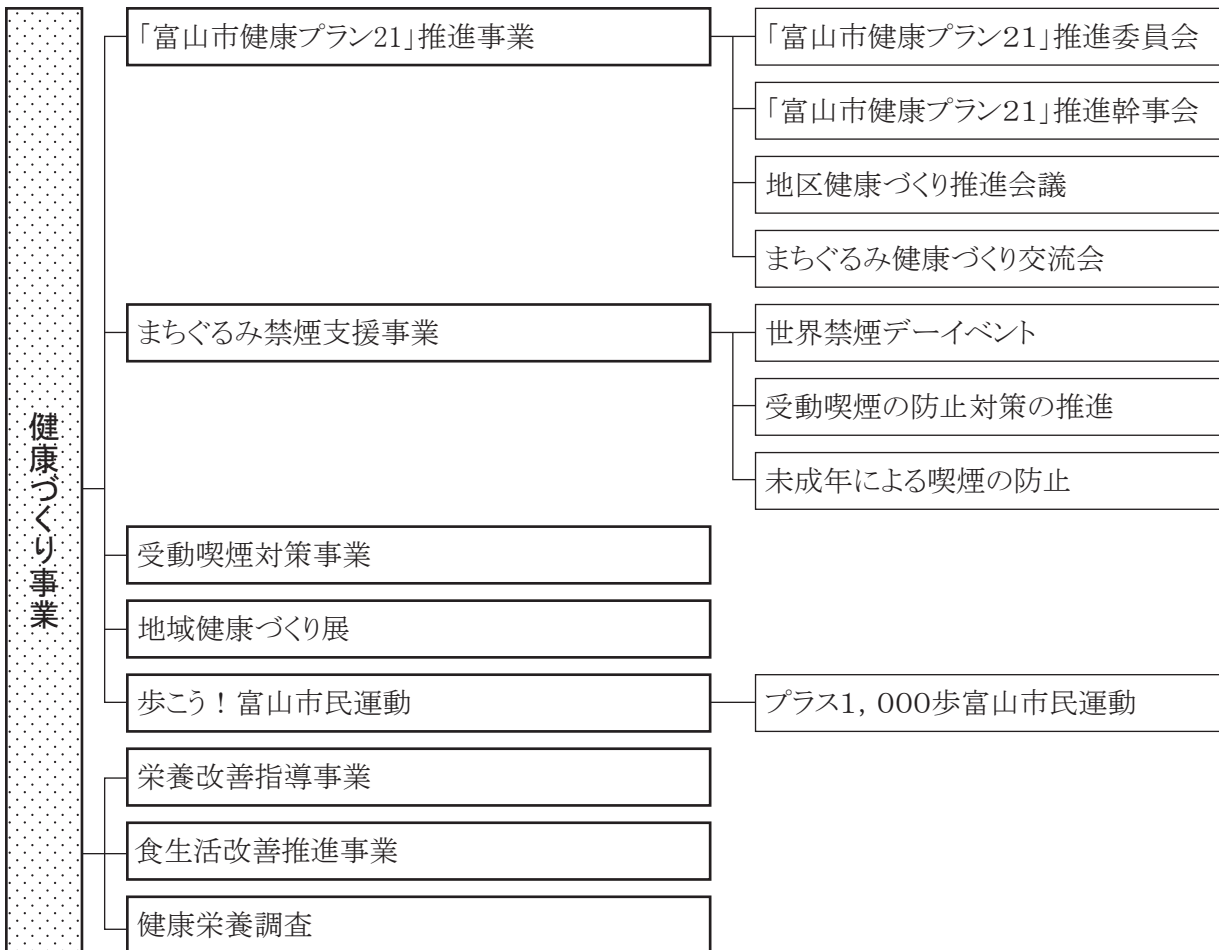 健康づくり事業
「富山市健康プラン21」推進事業
「富山市健康プラン21」推進委員会
「富山市健康プラン21」推進幹事会
地区健康づくり推進会議
まちぐるみ健康づくり交流会
まちぐるみ禁煙支援事業
世界禁煙デーイベント
受動喫煙の防止対策の推進
未成年による喫煙の防止
受動喫煙対策事業
地域健康づくり展
歩こう！富山市民運動
プラス1，000歩富山市民運動
栄養改善指導事業
食生活改善推進事業
健康栄養調査